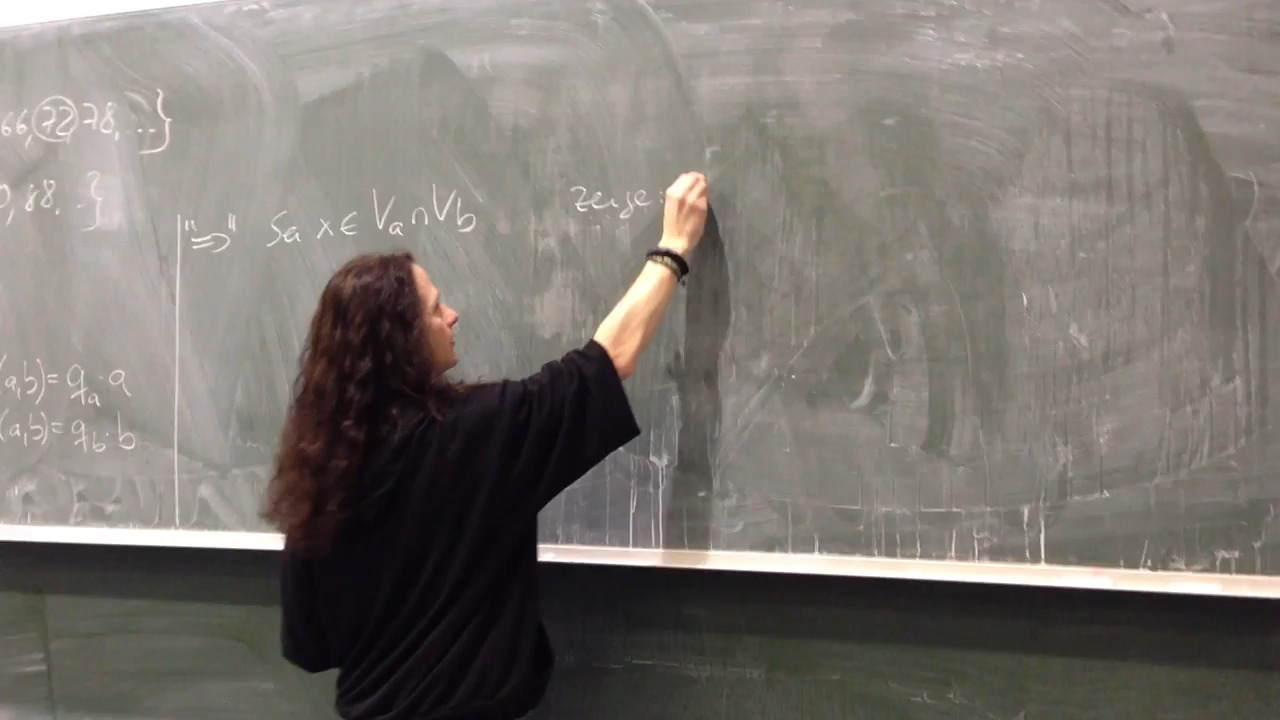 66, 72, 78, ...}
0, 88, ..}
"⇒" Sa x ∈ Va ∩ Vb
zeige:
(a,b) = qa · a
(a,b) = qb · b